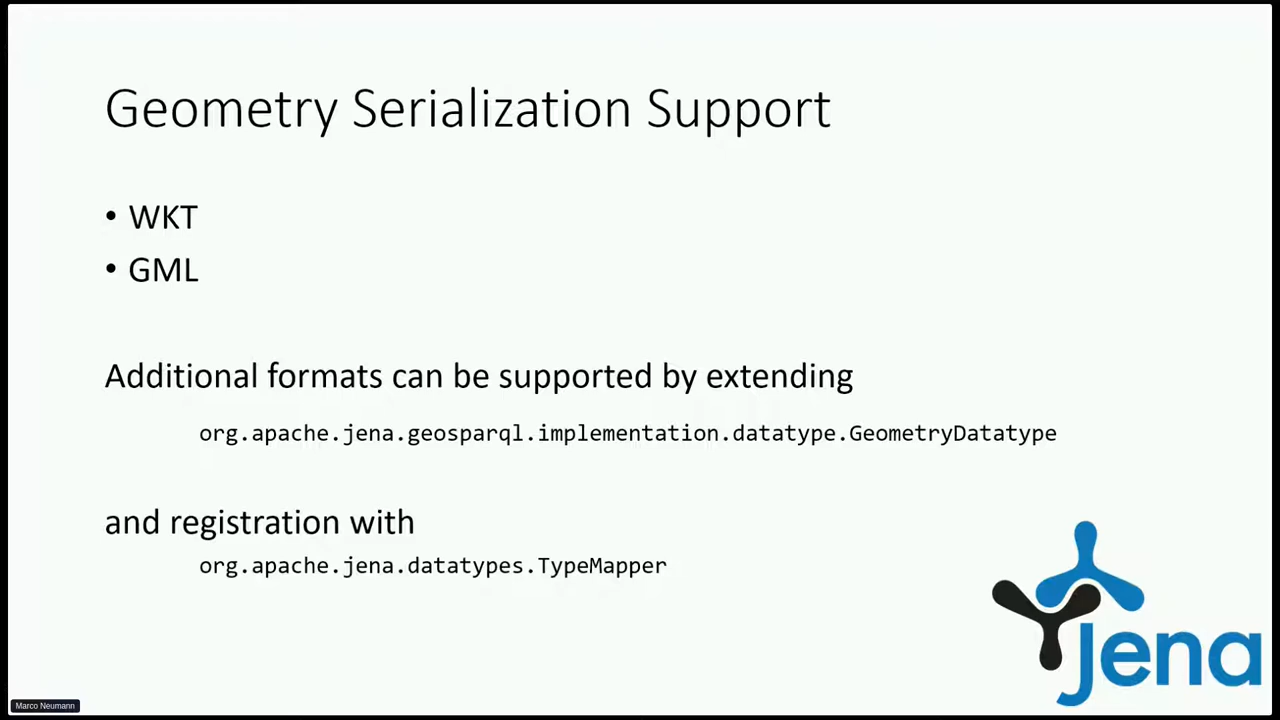 Geometry Serialization Support
• WKT
• GML
Additional formats can be supported by extending
org.apache.jena.geosparql.implementation.datatype.GeometryDatatype
and registration with
org.apache.jena.datatypes.TypeMapper
Jena
Marco Neumann